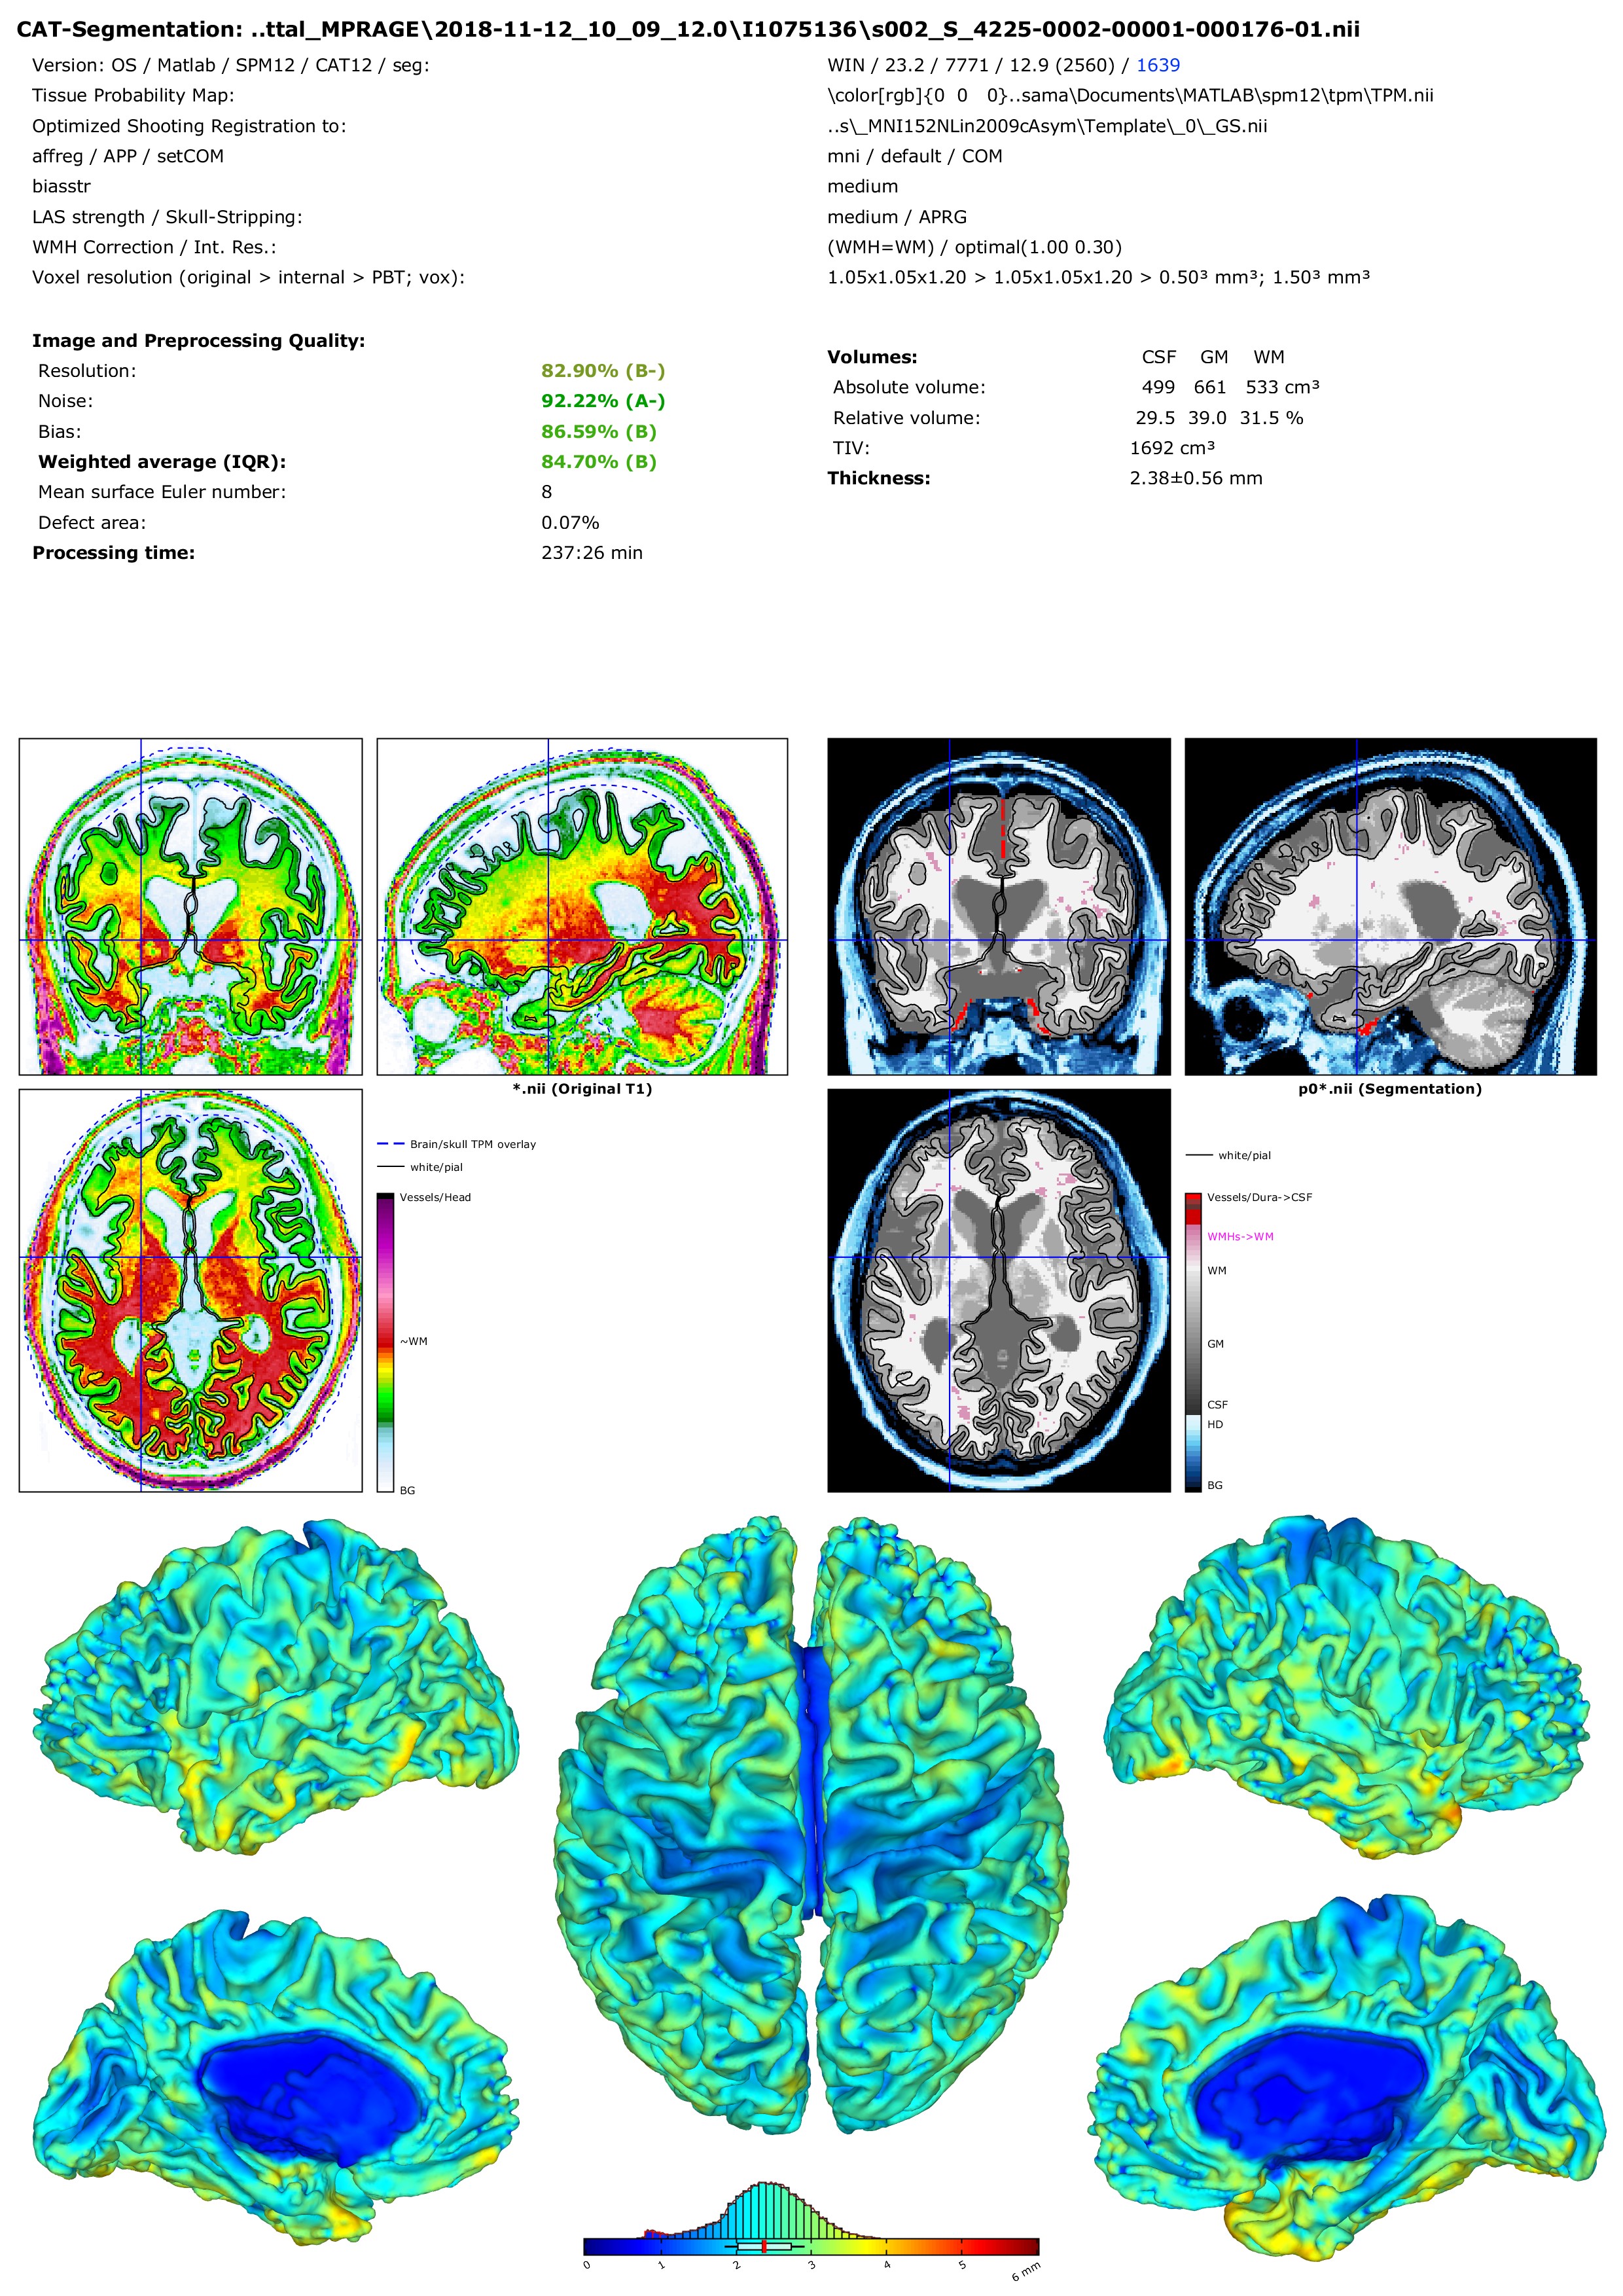 CAT-Segmentation: ..ttal_MPRAGE\2018-11-12_10_09_12.0\I1075136\s002_S_4225-0002-00001-000176-01.nii
Version: OS / Matlab / SPM12 / CAT12 / seg: WIN / 23.2 / 7771 / 12.9 (2560) / 1639
Tissue Probability Map: \color[rgb]{0 0 0}..sama\Documents\MATLAB\spm12\tpm\TPM.nii
Optimized Shooting Registration to: ..s\_MNI152NLin2009cAsym\Template\_0\_GS.nii
affreg / APP / setCOM mni / default / COM
biasstr medium
LAS strength / Skull-Stripping: medium / APRG
WMH Correction / Int. Res.: (WMH=WM) / optimal(1.00 0.30)
Voxel resolution (original > internal > PBT; vox): 1.05x1.05x1.20 > 1.05x1.05x1.20 > 0.50³ mm³; 1.50³ mm³
Image and Preprocessing Quality:
Resolution: 82.90% (B-)
Noise: 92.22% (A-)
Bias: 86.59% (B)
Weighted average (IQR): 84.70% (B)
Mean surface Euler number: 8
Defect area: 0.07%
Processing time: 237:26 min
Volumes: CSF GM WM
Absolute volume: 499 661 533 cm³
Relative volume: 29.5 39.0 31.5 %
TIV: 1692 cm³
Thickness: 2.38±0.56 mm
*.nii (Original T1)
Brain/skull TPM overlay
white/pial
Vessels/Head
~WM
BG
p0*.nii (Segmentation)
white/pial
Vessels/Dura->CSF
WMHs->WM
WM
GM
CSF
HD
BG
0 1 2 3 4 5 6 mm